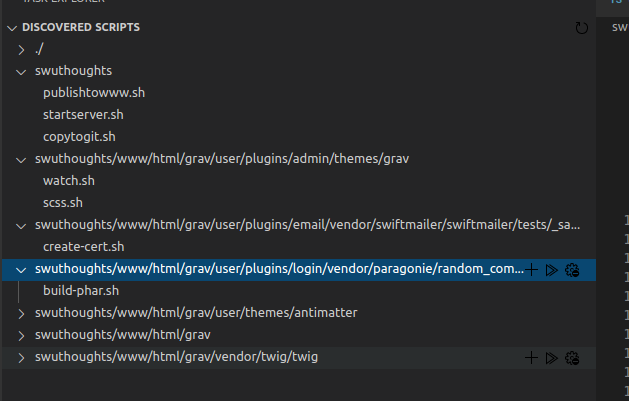 TASK EXPLORER
DISCOVERED SCRIPTS
./
swuthoughts
publishtowww.sh
startserver.sh
copytogit.sh
swuthoughts/www/html/grav/user/plugins/admin/themes/grav
watch.sh
scss.sh
swuthoughts/www/html/grav/user/plugins/email/vendor/swiftmailer/swiftmailer/tests/_sa...
create-cert.sh
swuthoughts/www/html/grav/user/plugins/login/vendor/paragonie/random_com...
build-phar.sh
swuthoughts/www/html/grav/user/themes/antimatter
swuthoughts/www/html/grav
swuthoughts/www/html/grav/vendor/twig/twig
sw